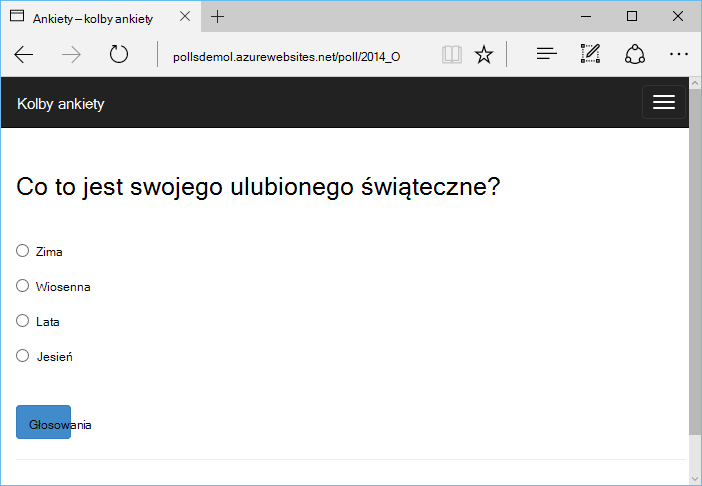 Ankiety – kolby ankiety
pollsdemol.azurewebsites.net/poll/2014_O
Kolby ankiety
Co to jest swojego ulubionego świąteczne?
Zima
Wiosenna
Lata
Jesień
Głosowania